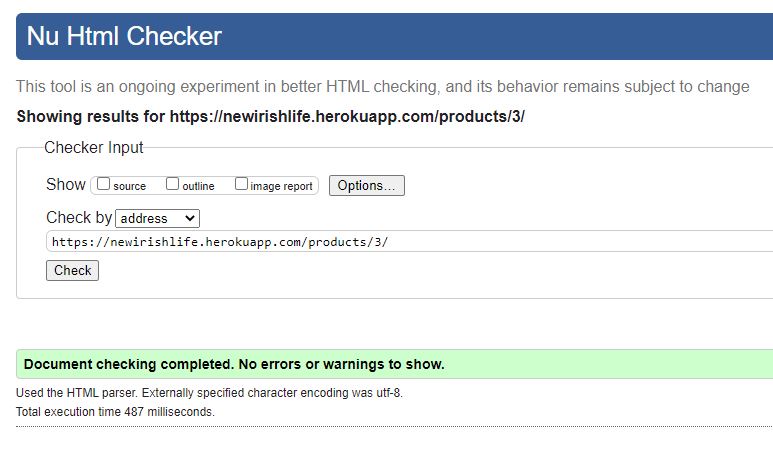 Nu Html Checker
This tool is an ongoing experiment in better HTML checking, and its behavior remains subject to change
Showing results for https://newirishlife.herokuapp.com/products/3/
Checker Input
Show source outline image report Options...
Check by address
https://newirishlife.herokuapp.com/products/3/
Check
Document checking completed. No errors or warnings to show.
Used the HTML parser. Externally specified character encoding was utf-8.
Total execution time 487 milliseconds.